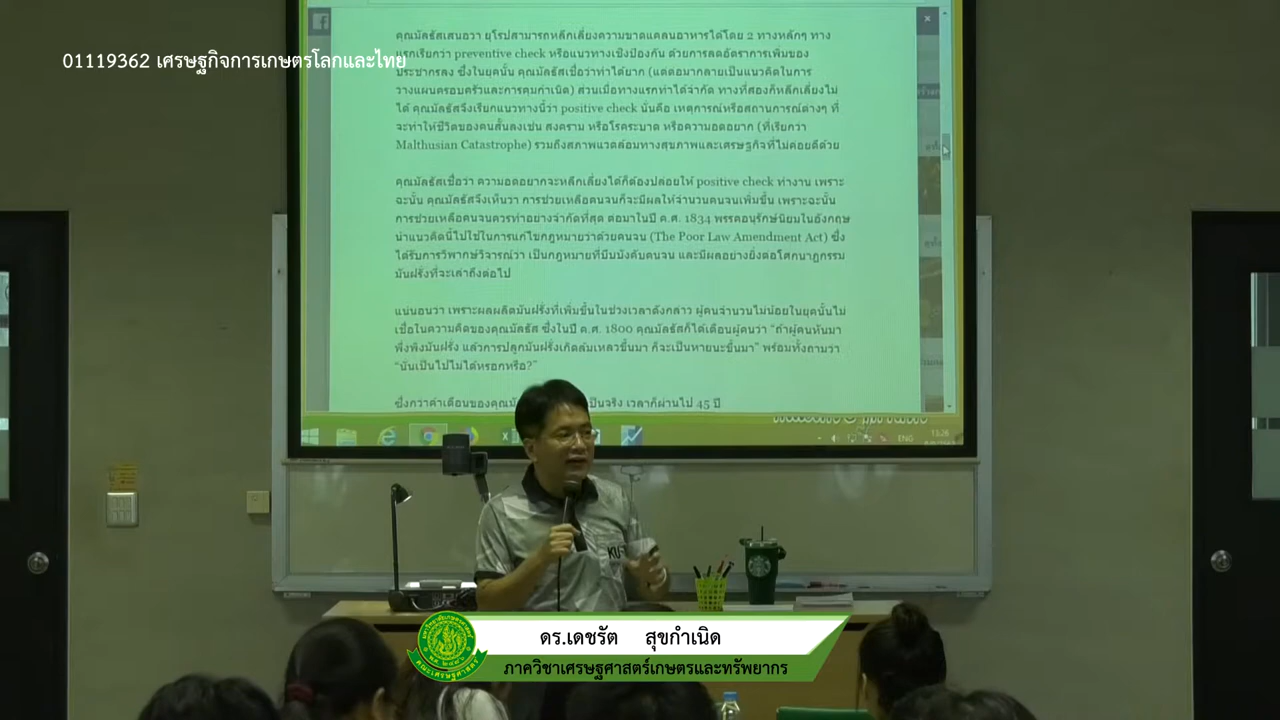 01119362 เศรษฐกิจการเกษตรโลกและไทย
คุณมัลธัสเสนอว่า ยุโรปสามารถหลีกเลี่ยงความขาดแคลนอาหารได้โดย 2 ทางหลักๆ ทาง
แรกเรียกว่า preventive check หรือแนวทางเชิงป้องกัน ด้วยการลดอัตราการเพิ่มของ
ประชากรลง ซึ่งในยุคนั้น คุณมัลธัสเชื่อว่าทำได้ยาก (แต่ต่อมากลายเป็นแนวคิดในการ
วางแผนครอบครัวและการคุมกำเนิด) ส่วนเมื่อทางแรกทำได้จำกัด ทางที่สองก็หลีกเลี่ยงไม่
ได้ คุณมัลธัสจึงเรียกแนวทางนี้ว่า positive check นั่นคือ เหตุการณ์หรือสถานการณ์ต่างๆ ที่
จะทำให้ชีวิตของคนสั้นลงเช่น สงคราม หรือโรคระบาด หรือความอดอยาก (ที่เรียกว่า
Malthusian Catastrophe) รวมถึงสภาพแวดล้อมทางสุขภาพและเศรษฐกิจที่ไม่ค่อยดีด้วย
คุณมัลธัสเชื่อว่า ความอดอยากจะหลีกเลี่ยงได้ก็ต้องปล่อยให้ positive check ทำงาน เพราะ
ฉะนั้น คุณมัลธัสจึงเห็นว่า การช่วยเหลือคนจนก็จะมีผลให้จำนวนคนจนเพิ่มขึ้น เพราะฉะนั้น
การช่วยเหลือคนจนควรทำอย่างจำกัดที่สุด ต่อมาในปี ค.ศ. 1834 พรรคอนุรักษ์นิยมในอังกฤษ
นำแนวคิดนี้ไปใช้ในการแก้ไขกฎหมายว่าด้วยคนจน (The Poor Law Amendment Act) ซึ่ง
ได้รับการวิพากษ์วิจารณ์ว่า เป็นกฎหมายที่บีบบังคับคนจน และมีผลอย่างยิ่งต่อโศกนาฏกรรม
มันฝรั่งที่จะเล่าถึงต่อไป
แน่นอนว่า เพราะผลผลิตมันฝรั่งที่เพิ่มขึ้นในช่วงเวลาดังกล่าว ผู้คนจำนวนไม่น้อยในยุคนั้นไม่
เชื่อในความคิดของคุณมัลธัส ซึ่งในปี ค.ศ. 1800 คุณมัลธัสก็ได้เตือนผู้คนว่า “ถ้าผู้คนหันมา
พึ่งพิงมันฝรั่ง แล้วการปลูกมันฝรั่งเกิดล้มเหลวขึ้นมา ก็จะเป็นหายนะขึ้นมา” พร้อมทั้งถามว่า
“มันเป็นไปไม่ได้หรอกหรือ?”
ซึ่งกว่าคำเตือนของคุณ เป็นจริง เวลาก็ผ่านไป 45 ปี
ENG 13:26
KU
ดร.เดชรัต สุขกำเนิด
ภาควิชาเศรษฐศาสตร์เกษตรและทรัพยากร
คณะเศรษฐศาสตร์